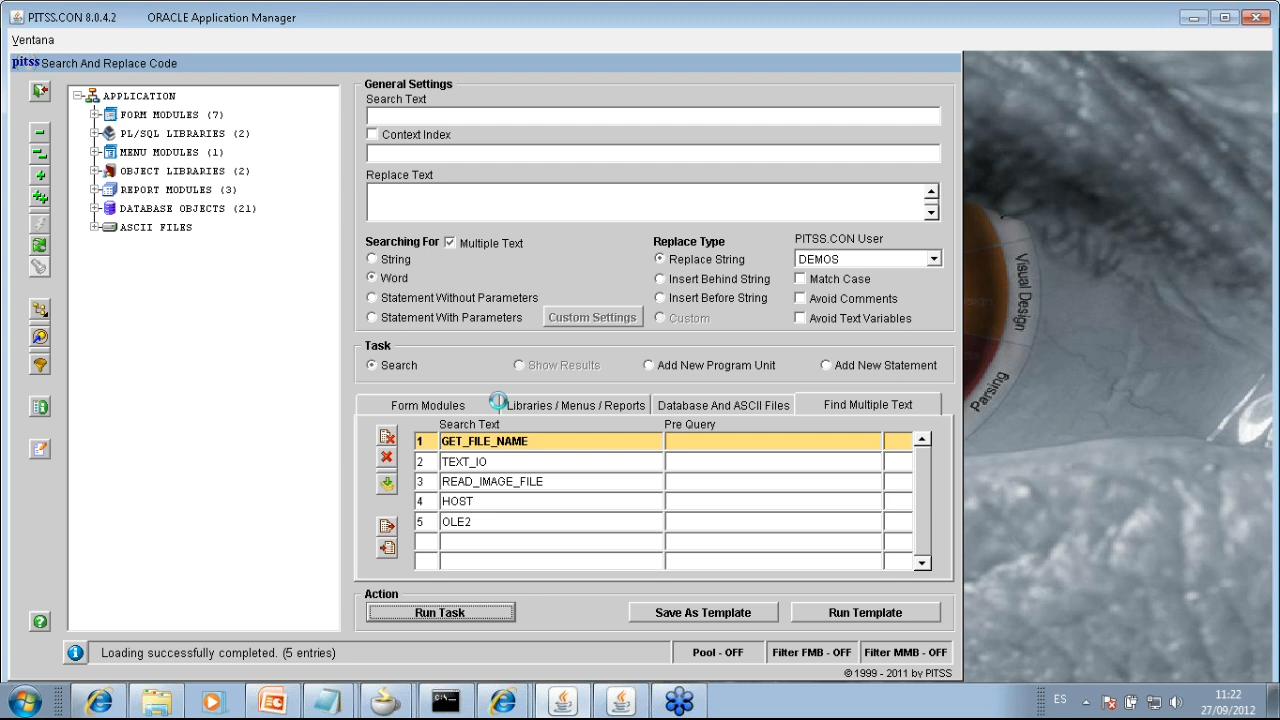 PITSS.CON 8.0.4.2 ORACLE Application Manager
Ventana
pitss Search And Replace Code
APPLICATION
FORM MODULES (7)
PL/SQL LIBRARIES (2)
MENU MODULES (1)
OBJECT LIBRARIES (2)
REPORT MODULES (3)
DATABASE OBJECTS (21)
ASCII FILES
General Settings
Search Text
Context Index
Replace Text
Searching For Multiple Text
String
Word
Statement Without Parameters
Statement With Parameters
Custom Settings
Replace Type
Replace String
Insert Behind String
Insert Before String
Custom
PITSS.CON User
DEMOS
Match Case
Avoid Comments
Avoid Text Variables
Task
Search Show Results Add New Program Unit Add New Statement
Form Modules Libraries / Menus / Reports Database And ASCII Files Find Multiple Text
Search Text Pre Query
1 GET_FILE_NAME
2 TEXT_IO
3 READ_IMAGE_FILE
4 HOST
5 OLE2
Action
Run Task Save As Template Run Template
Loading successfully completed. (5 entries) Pool - OFF Filter FMB - OFF Filter MMB - OFF
© 1999 - 2011 by PITSS
Visual Design
Parsing
C:\_
ES
11:22
27/09/2012